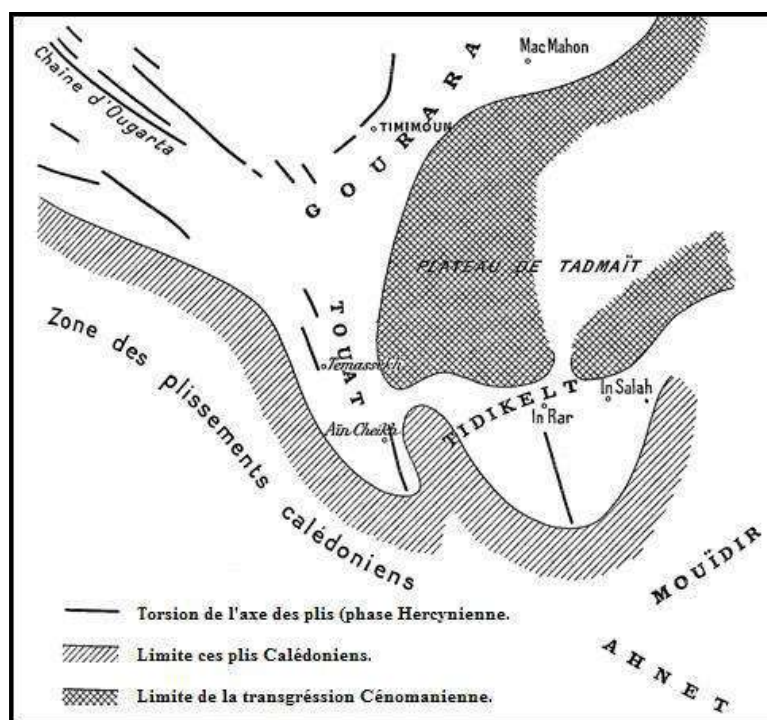 Mac Mahon
Chaine d'Ougarta
TIMIMOUN
GOURARA
PLATEAU DE TADMAÏT
TOUAT
Temassekh
Zone des plissements calédoniens
In Salah
TIDIKELT
In Rar
Aïn Cheikh
MOUÏDIR
AHNET
Torsion de l'axe des plis (phase Hercynienne.
Limite ces plis Calédoniens.
Limite de la transgréssion Cénomanienne.